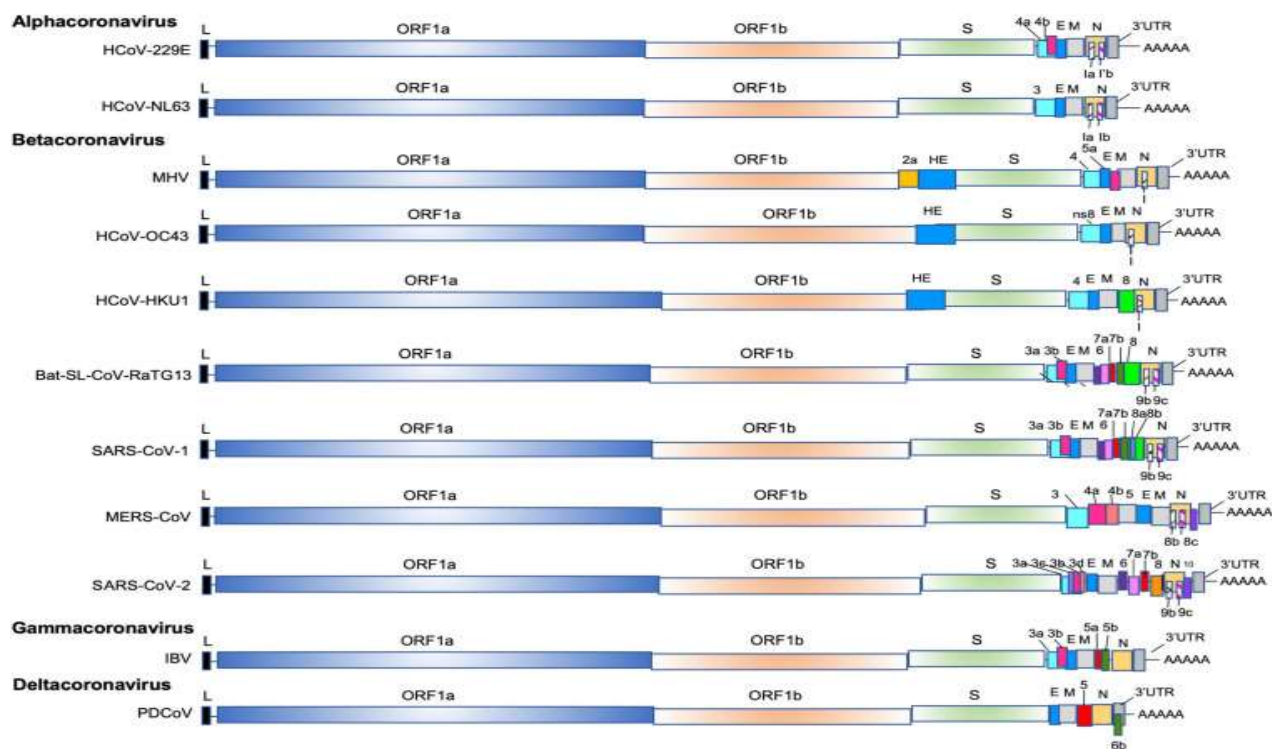 Alphacoronavirus
L ORF1a ORF1b S 4a 4b E M N 3'UTR
HCoV-229E AAAAA
Ia I'b
L ORF1a ORF1b S 3 E M N 3'UTR
HCoV-NL63 AAAAA
Ia Ib
Betacoronavirus
L ORF1a ORF1b 2a HE S 4 5a E M N 3'UTR
MHV AAAAA
I
L ORF1a ORF1b HE S ns8 E M N 3'UTR
HCoV-OC43 AAAAA
I
L ORF1a ORF1b HE S 4 E M 8 N 3'UTR
HCoV-HKU1 AAAAA
I
L ORF1a ORF1b S 3a 3b E M 6 7a7b 8 N 3'UTR
Bat-SL-CoV-RaTG13 AAAAA
9b 9c
L ORF1a ORF1b S 3a 3b E M 6 7a7b 8a8b N 3'UTR
SARS-CoV-1 AAAAA
9b 9c
L ORF1a ORF1b S 3 4a 4b 5 E M N 3'UTR
MERS-CoV AAAAA
8b 8c
L ORF1a ORF1b S 3a 3c 3b 3d E M 6 7a 7b 8 N 10 3'UTR
SARS-CoV-2 AAAAA
9b 9c
Gammacoronavirus
L ORF1a ORF1b S 3a 3b E M 5a 5b N 3'UTR
IBV AAAAA
Deltacoronavirus
L ORF1a ORF1b S E M 5 N 3'UTR
PDCoV AAAAA
6b